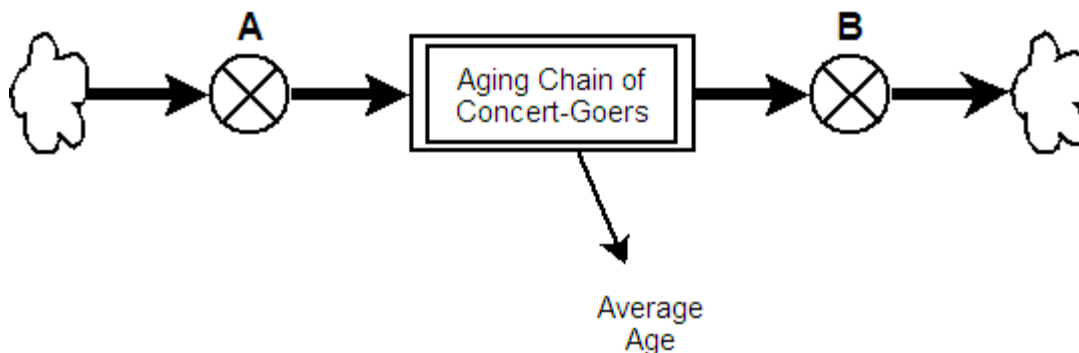 A
B
Aging Chain of
Concert-Goers
Average
Age